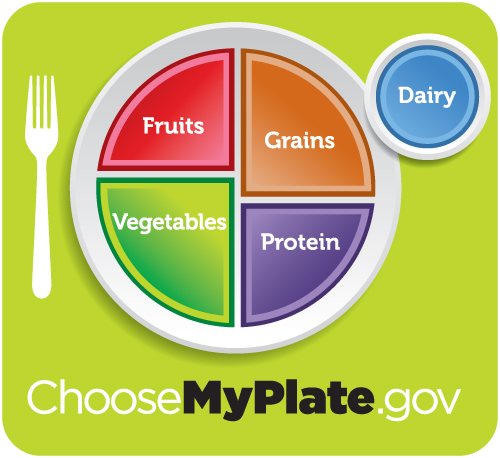 Dairy
Fruits
Grains
Vegetables
Protein
ChooseMyPlate.gov